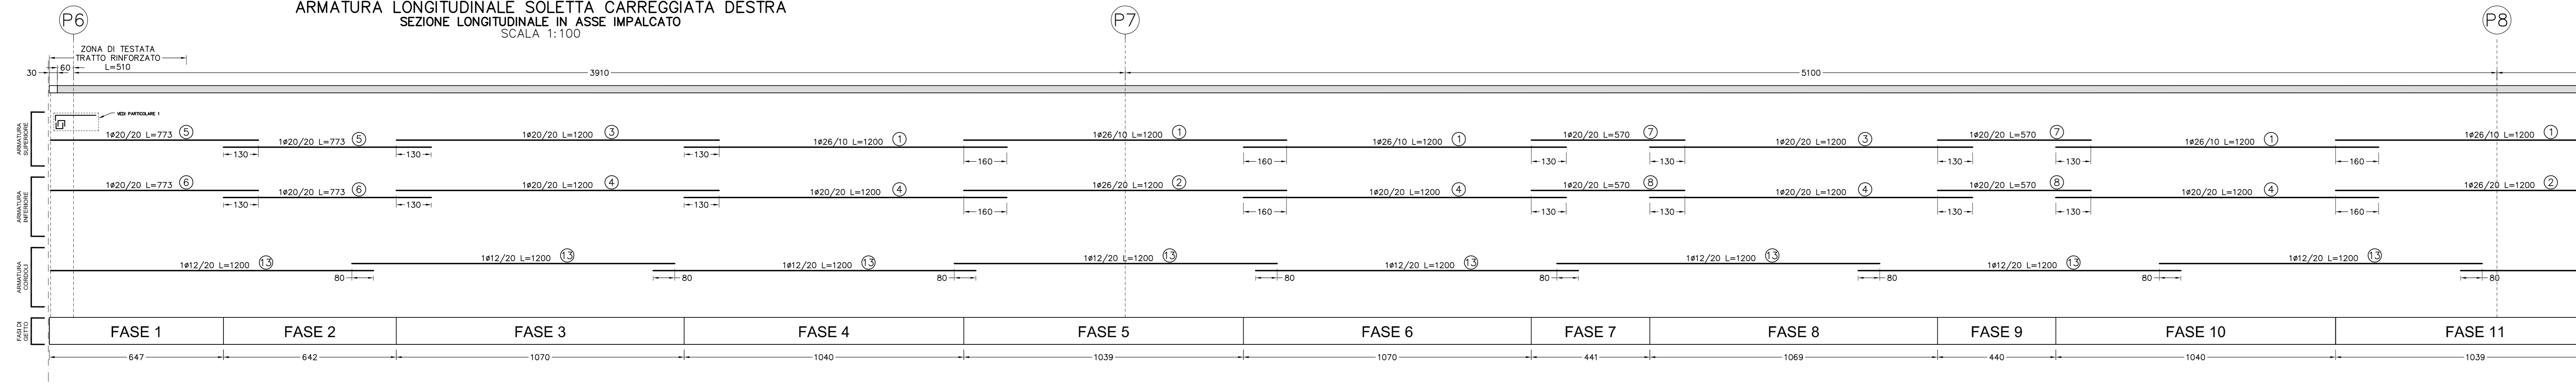 ARMATURA LONGITUDINALE SOLETTA CARREGGIATA DESTRA
SEZIONE LONGITUDINALE IN ASSE IMPALCATO
SCALA 1:100
P6 P7 P8
ZONA DI TESTATA
TRATTO RINFORZATO
L=510
30 60 3910 5100
VEDI PARTICOLARE 1
ARMATURA
SUPERIORE
1ø20/20 L=773 5
1ø20/20 L=773 5
1ø20/20 L=1200 3
1ø26/10 L=1200 1
1ø26/10 L=1200 1
1ø26/10 L=1200 1
1ø20/20 L=570 7
1ø20/20 L=1200 3
1ø20/20 L=570 7
1ø26/10 L=1200 1
1ø26/10 L=1200 1
130 130 130 160 160 130 130 130 130 160
ARMATURA
INFERIORE
1ø20/20 L=773 6
1ø20/20 L=773 6
1ø20/20 L=1200 4
1ø20/20 L=1200 4
1ø26/20 L=1200 2
1ø20/20 L=1200 4
1ø20/20 L=570 8
1ø20/20 L=1200 4
1ø20/20 L=570 8
1ø20/20 L=1200 4
1ø26/20 L=1200 2
130 130 130 160 160 130 130 130 130 160
ARMATURA
CORDOLI
1ø12/20 L=1200 13
1ø12/20 L=1200 13
1ø12/20 L=1200 13
1ø12/20 L=1200 13
1ø12/20 L=1200 13
1ø12/20 L=1200 13
1ø12/20 L=1200 13
1ø12/20 L=1200 13
80 80 80 80 80 80 80 80
FASI DI
GETTO
FASE 1 FASE 2 FASE 3 FASE 4 FASE 5 FASE 6 FASE 7 FASE 8 FASE 9 FASE 10 FASE 11
647 642 1070 1040 1039 1070 441 1069 440 1040 1039